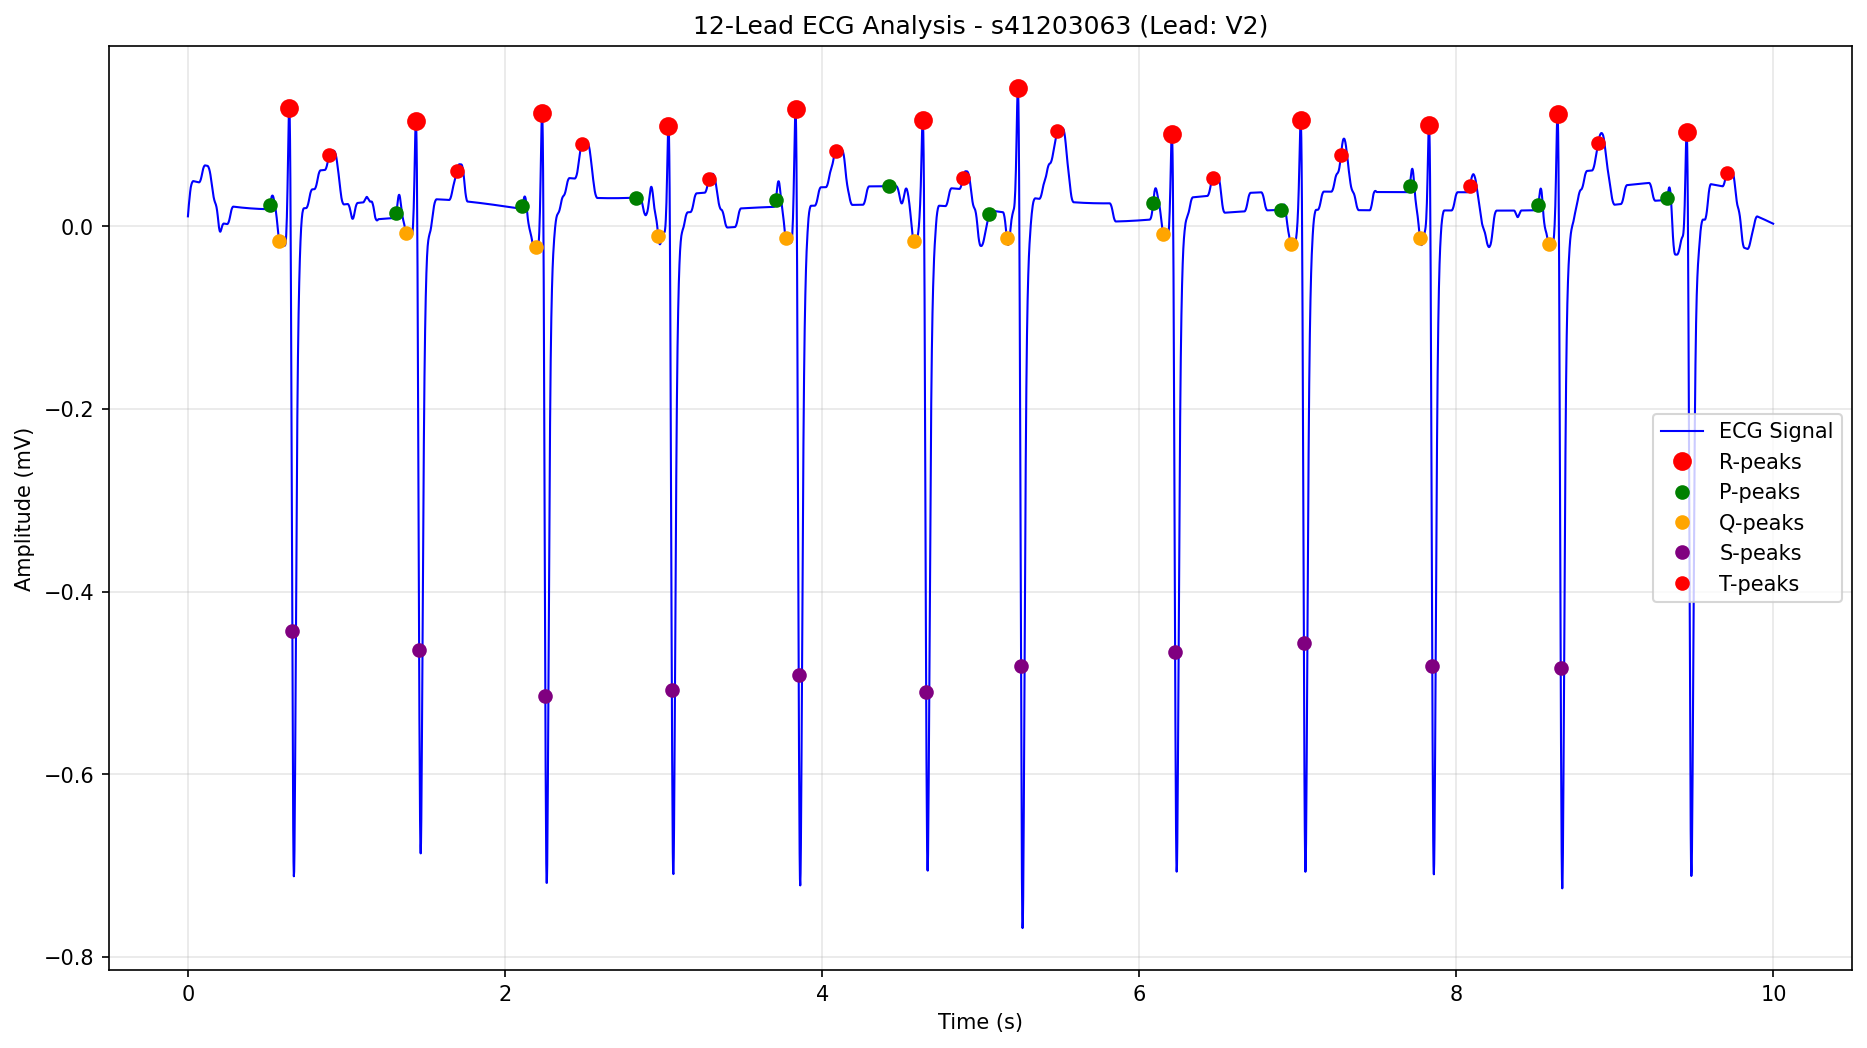 12-Lead ECG Analysis - s41203063 (Lead: V2)
Amplitude (mV)
0.0
−0.2
−0.4
−0.6
−0.8
ECG Signal
R-peaks
P-peaks
Q-peaks
S-peaks
T-peaks
0 2 4 6 8 10
Time (s)